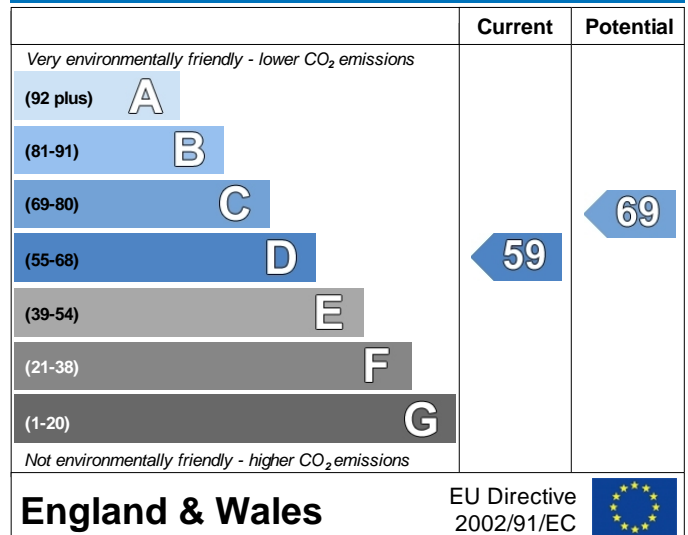 Current Potential
Very environmentally friendly - lower CO₂ emissions
(92 plus) A
(81-91) B
(69-80) C 69
(55-68) D 59
(39-54) E
(21-38) F
(1-20) G
Not environmentally friendly - higher CO₂ emissions
England & Wales
EU Directive
2002/91/EC